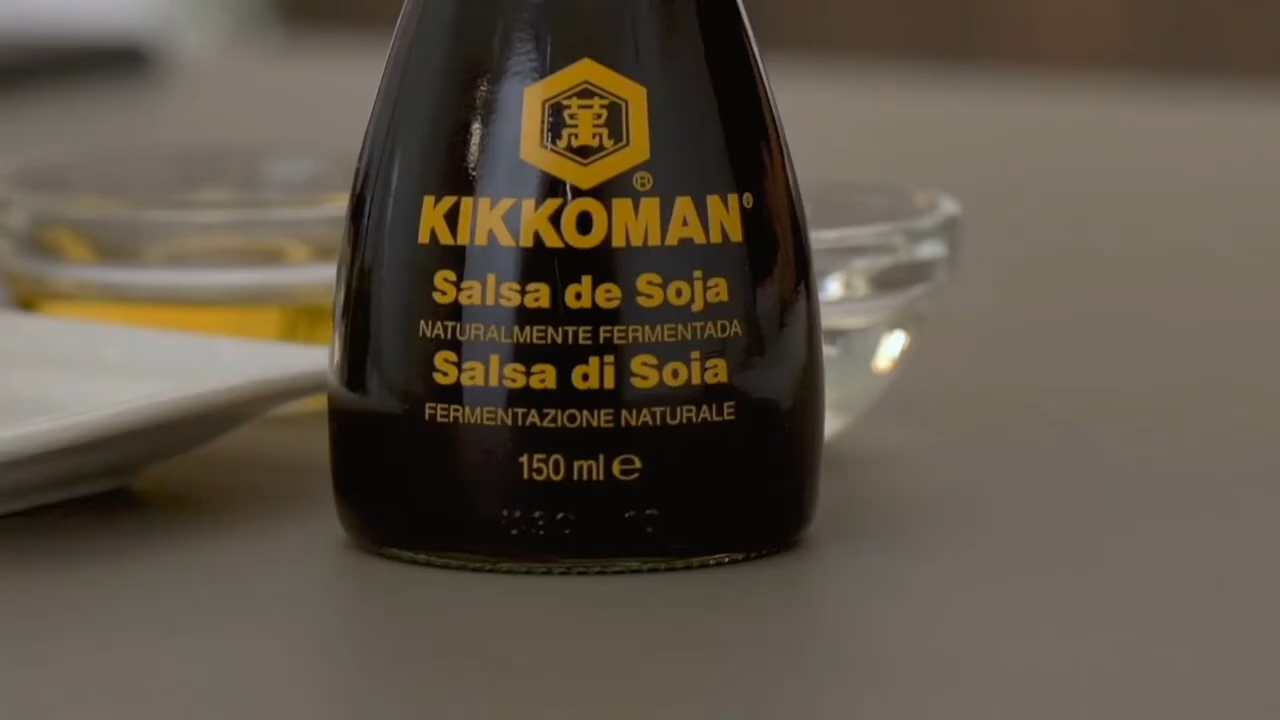 萬
®
KIKKOMAN®
Salsa de Soja
NATURALMENTE FERMENTADA
Salsa di Soia
FERMENTAZIONE NATURALE
150 ml ℮